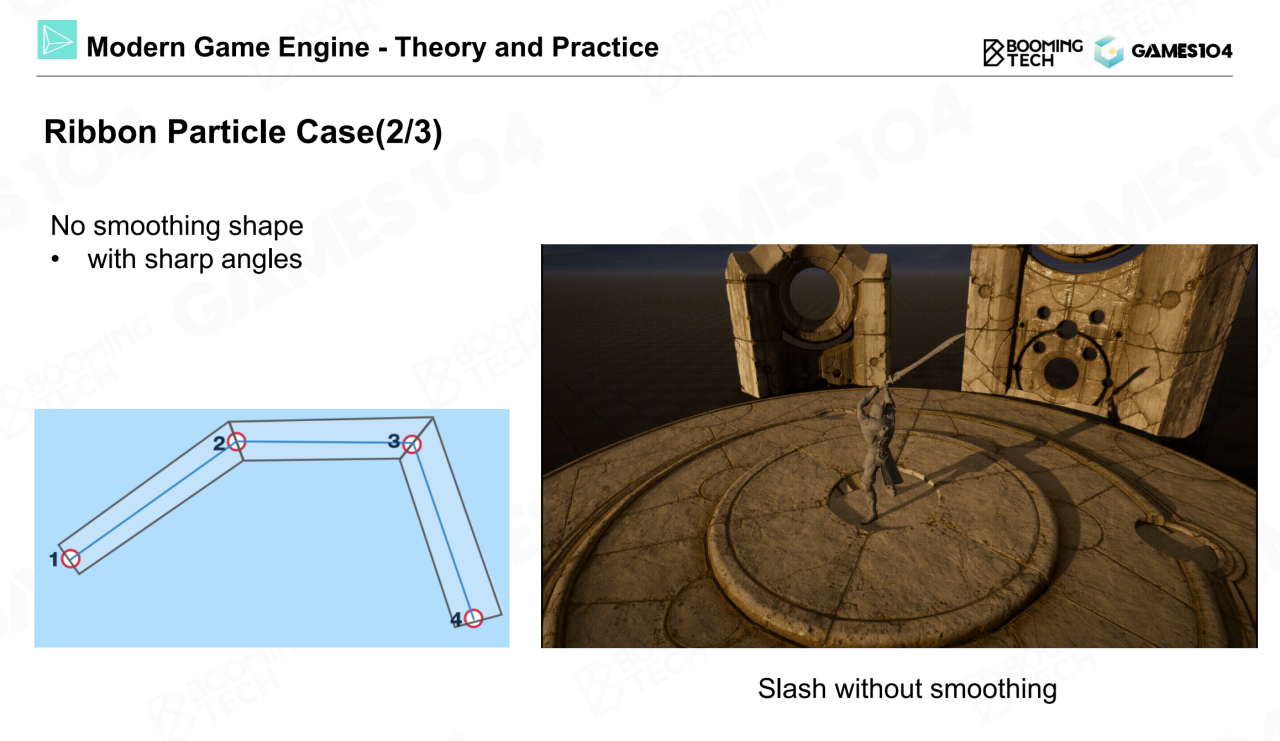 Modern Game Engine - Theory and Practice
BOOMING
TECH
GAMES104
Ribbon Particle Case(2/3)
No smoothing shape
• with sharp angles
2
3
1
4
Slash without smoothing